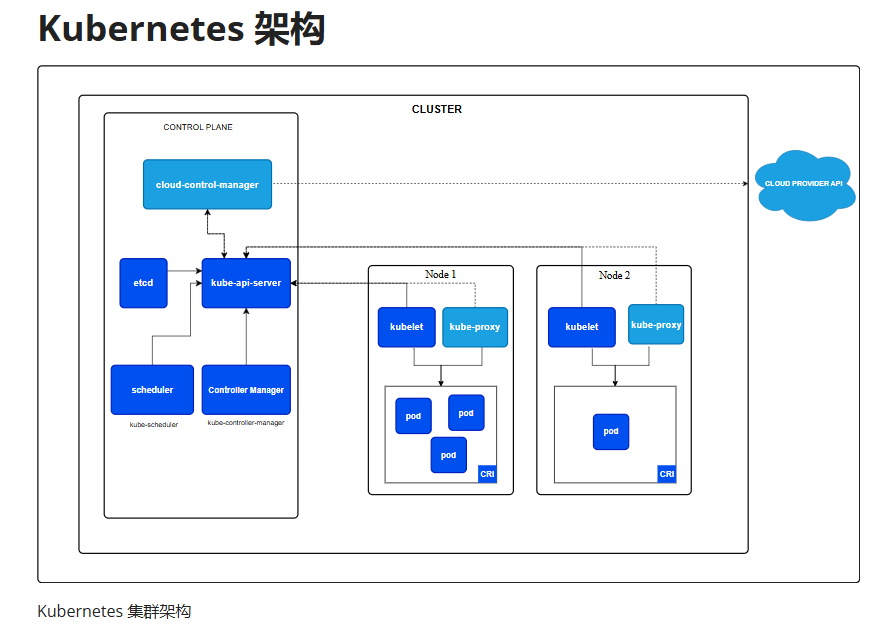 Kubernetes 架构
CLUSTER
CONTROL PLANE
cloud-control-manager
CLOUD PROVIDER API
etcd
kube-api-server
scheduler
kube-scheduler
Controller Manager
kube-controller-manager
Node 1
kubelet
kube-proxy
pod
pod
pod
CRI
Node 2
kubelet
kube-proxy
pod
CRI
Kubernetes 集群架构